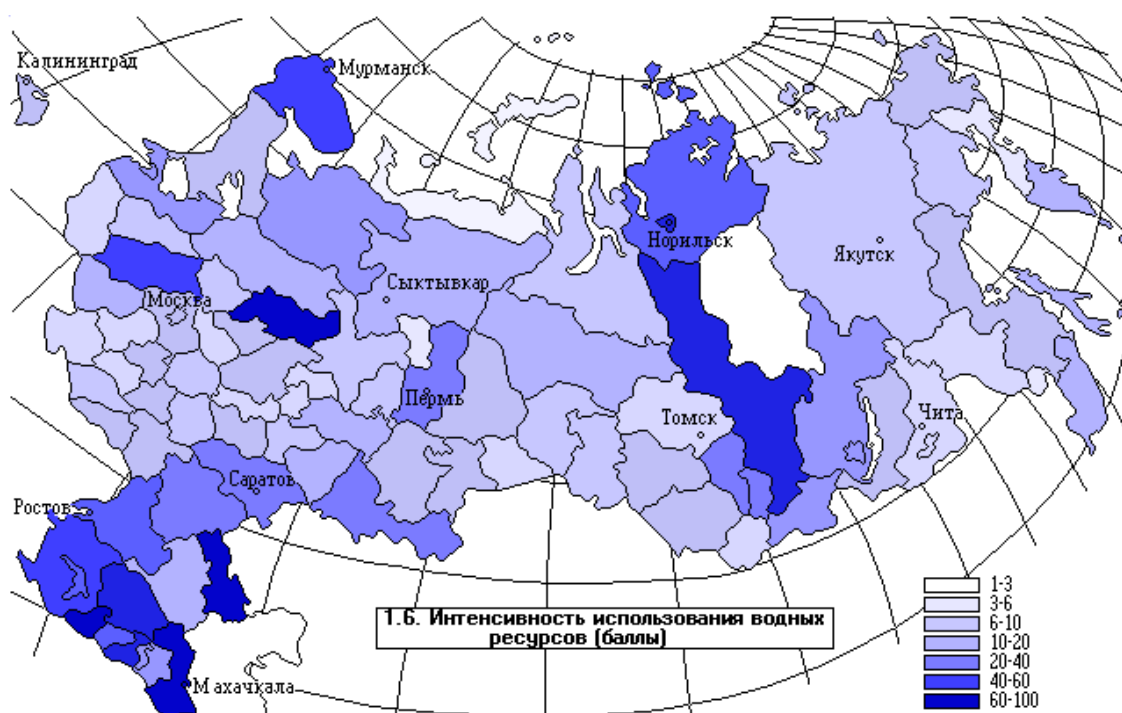 Калининград
Мурманск
Норильск
Якутск
Сыктывкар
Москва
Пермь
Томск
Чита
Саратов
Ростов
Махачкала
1.6. Интенсивность использования водных
ресурсов (баллы)
1-3
3-6
6-10
10-20
20-40
40-60
60-100